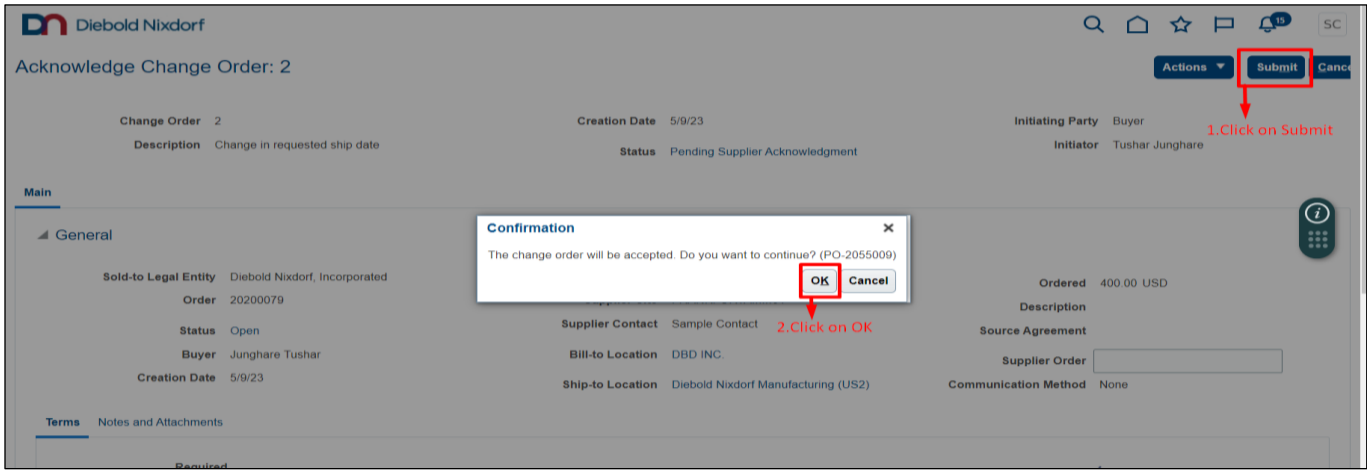 Diebold Nixdorf
15
SC
Acknowledge Change Order: 2
Actions
Submit
Cance
Change Order 2
Creation Date 5/9/23
Initiating Party Buyer
1.Click on Submit
Description Change in requested ship date
Status Pending Supplier Acknowledgment
Initiator Tushar Junghare
Main
General
Confirmation
The change order will be accepted. Do you want to continue? (PO-2055009)
OK
Cancel
Sold-to Legal Entity Diebold Nixdorf, Incorporated
Ordered 400.00 USD
Order 20200079
Description
Status Open
Supplier Contact Sample Contact
2.Click on OK
Source Agreement
Buyer Junghare Tushar
Bill-to Location DBD INC.
Supplier Order
Creation Date 5/9/23
Ship-to Location Diebold Nixdorf Manufacturing (US2)
Communication Method None
Terms
Notes and Attachments
Required